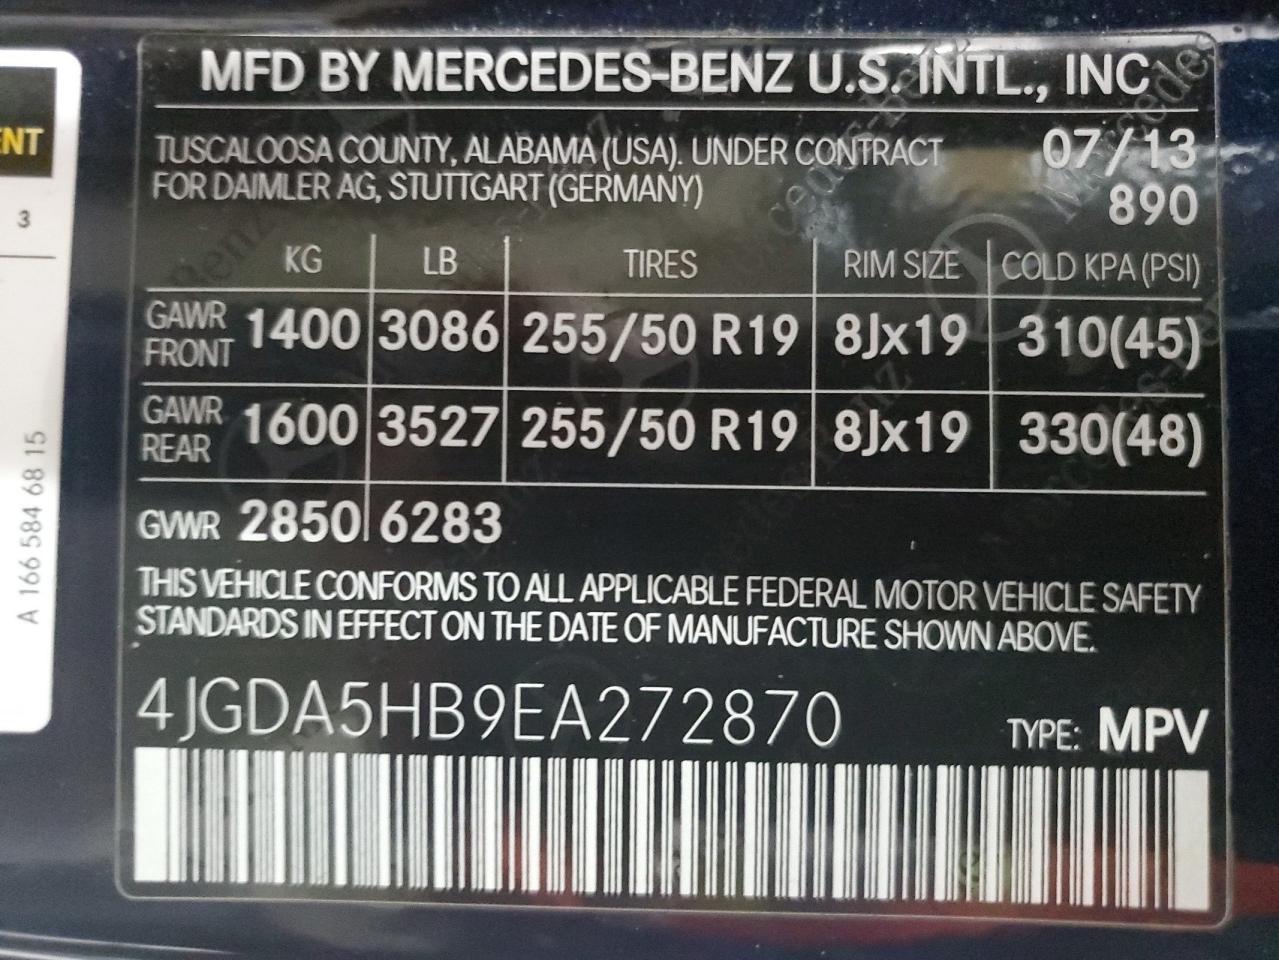 MFD BY MERCEDES-BENZ U.S. INTL., INC
TUSCALOOSA COUNTY, ALABAMA (USA). UNDER CONTRACT 07/13
FOR DAIMLER AG, STUTTGART (GERMANY) 890
KG LB TIRES RIM SIZE COLD KPA (PSI)
GAWR FRONT 1400 3086 255/50 R19 8Jx19 310(45)
GAWR REAR 1600 3527 255/50 R19 8Jx19 330(48)
GVWR 2850 6283
THIS VEHICLE CONFORMS TO ALL APPLICABLE FEDERAL MOTOR VEHICLE SAFETY
STANDARDS IN EFFECT ON THE DATE OF MANUFACTURE SHOWN ABOVE.
4JGDA5HB9EA272870 TYPE: MPV
ENT
3
A 166 584 68 15